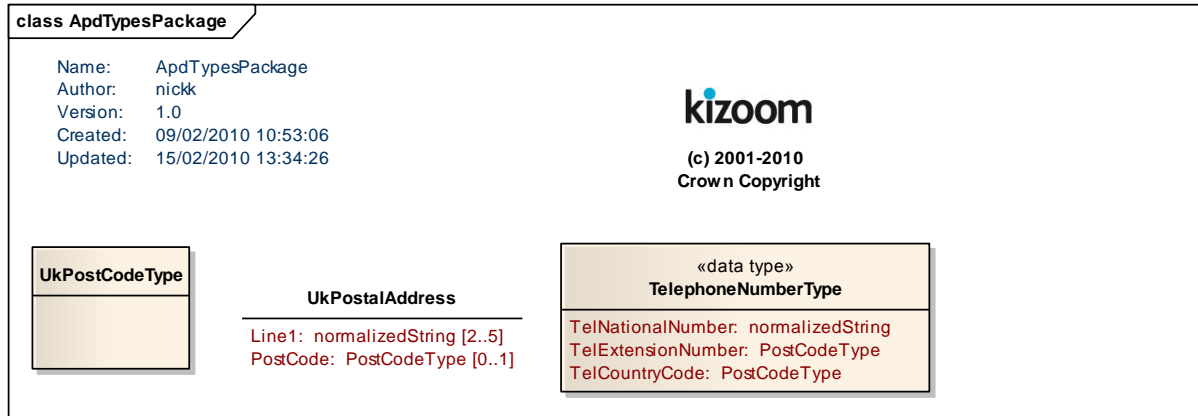 class ApdTypesPackage
Name: ApdTypesPackage
Author: nickk
Version: 1.0
Created: 09/02/2010 10:53:06
Updated: 15/02/2010 13:34:26
kizoom
(c) 2001-2010
Crown Copyright
UkPostCodeType
UkPostalAddress
Line1: normalizedString [2..5]
PostCode: PostCodeType [0..1]
«data type»
TelephoneNumberType
TelNationalNumber: normalizedString
TelExtensionNumber: PostCodeType
TelCountryCode: PostCodeType